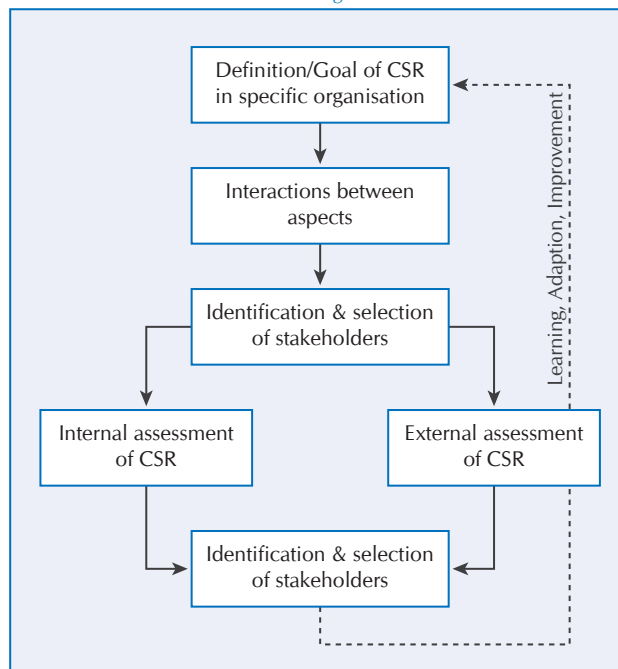 Definition/Goal of CSR
in specific organisation
Interactions between
aspects
Identification & selection
of stakeholders
Learning, Adaption, Improvement
Internal assessment
of CSR
External assessment
of CSR
Identification & selection
of stakeholders